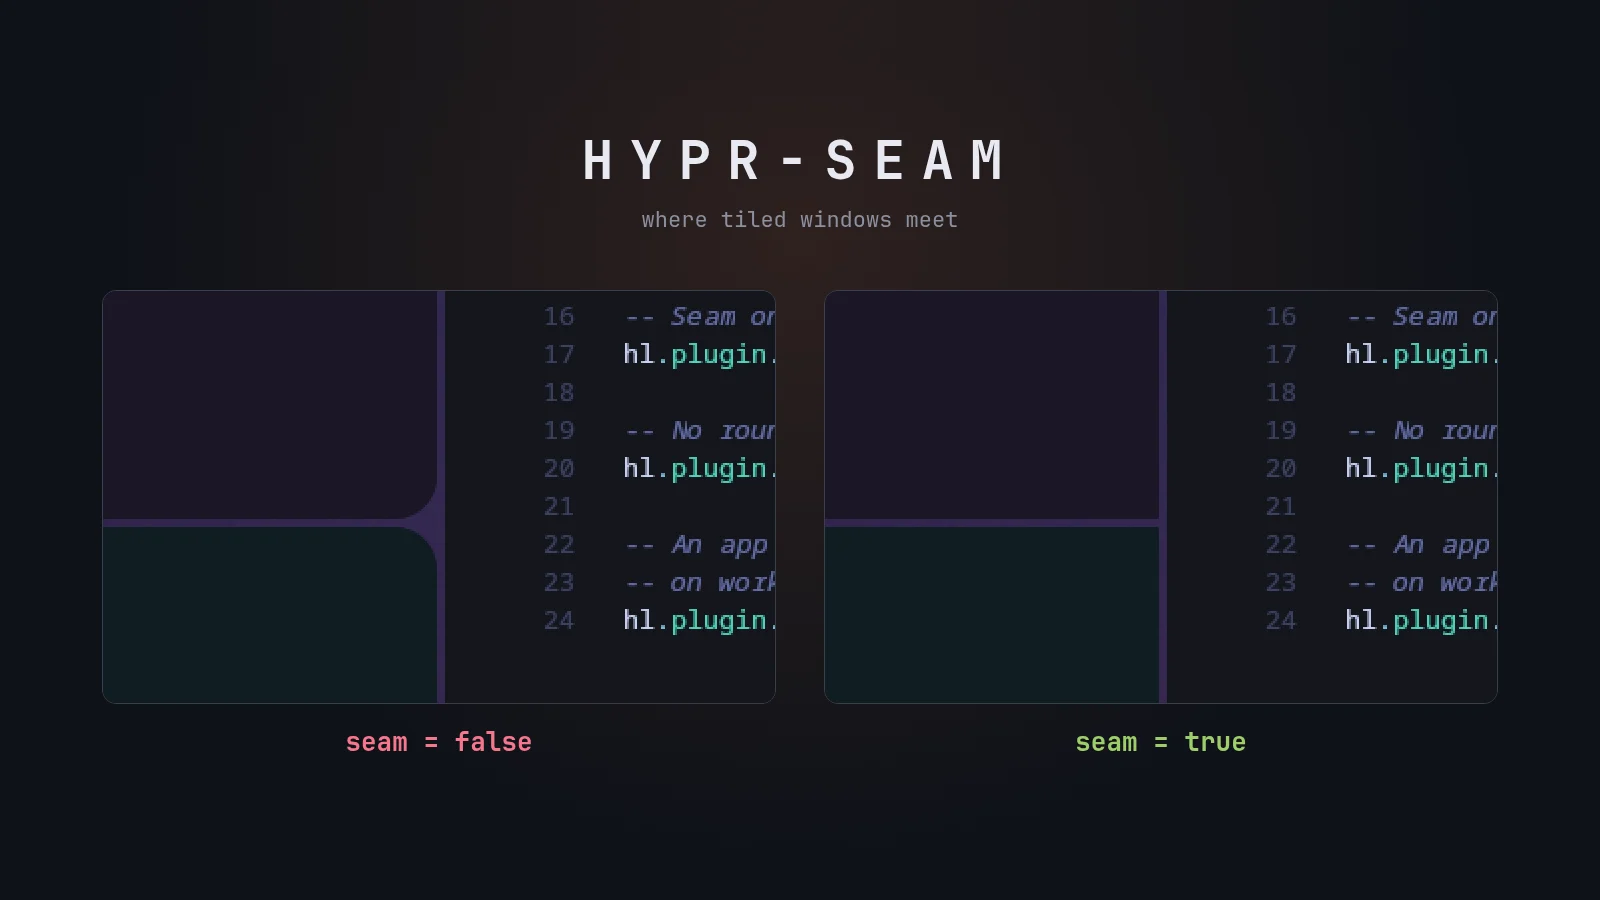 HYPR-SEAM
where tiled windows meet
16 -- Seam
17 hl.plugin.
18
19 -- No
20 hl.plugin.
21
22 -- An app
23 -- on
24 hl.plugin.
16 -- Seam
17 hl.plugin.
18
19 -- No
20 hl.plugin.
21
22 -- An app
23 -- on
24 hl.plugin.
seam = false
seam = true